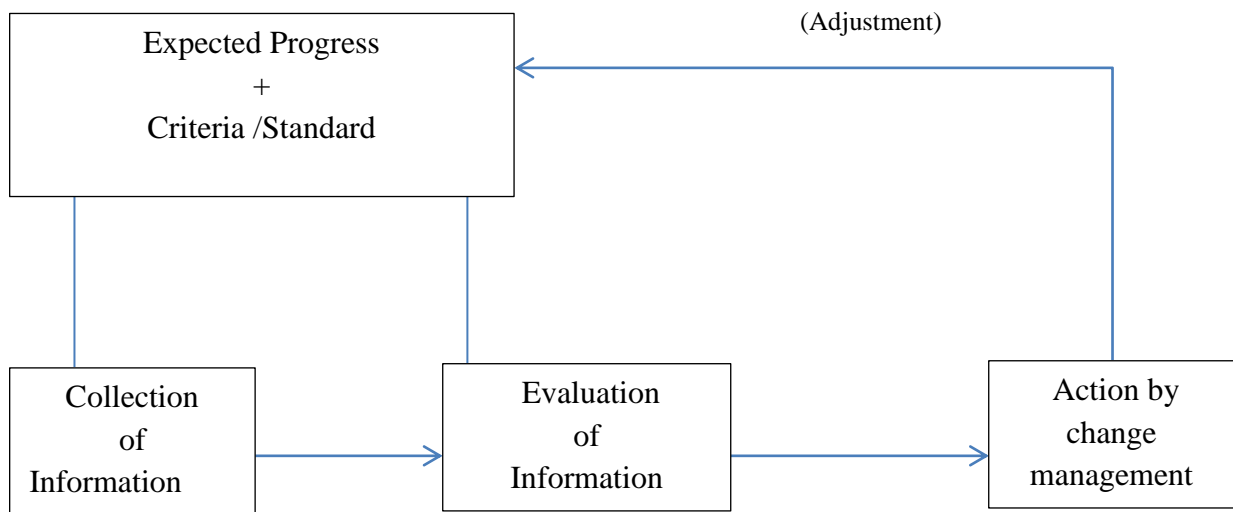 (Adjustment)
Expected Progress
+
Criteria /Standard
Collection
of
Information
Evaluation
of
Information
Action by
change
management